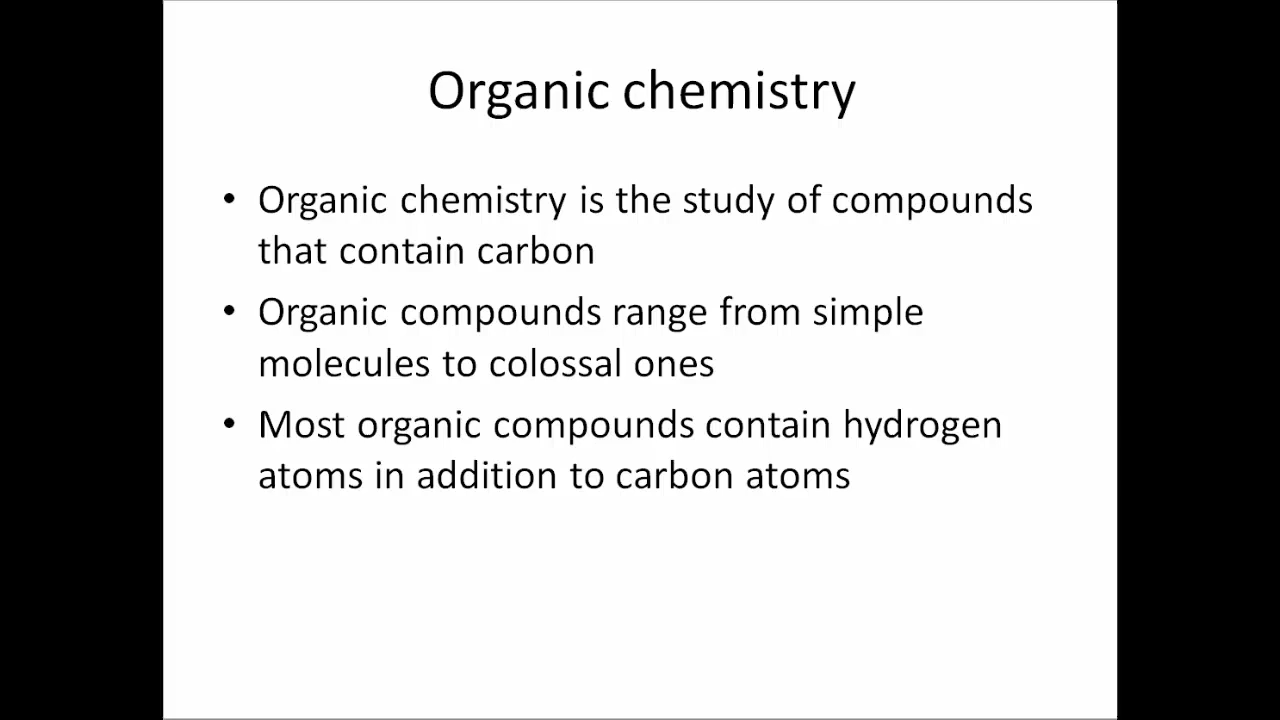 Organic chemistry
• Organic chemistry is the study of compounds
that contain carbon
• Organic compounds range from simple
molecules to colossal ones
• Most organic compounds contain hydrogen
atoms in addition to carbon atoms